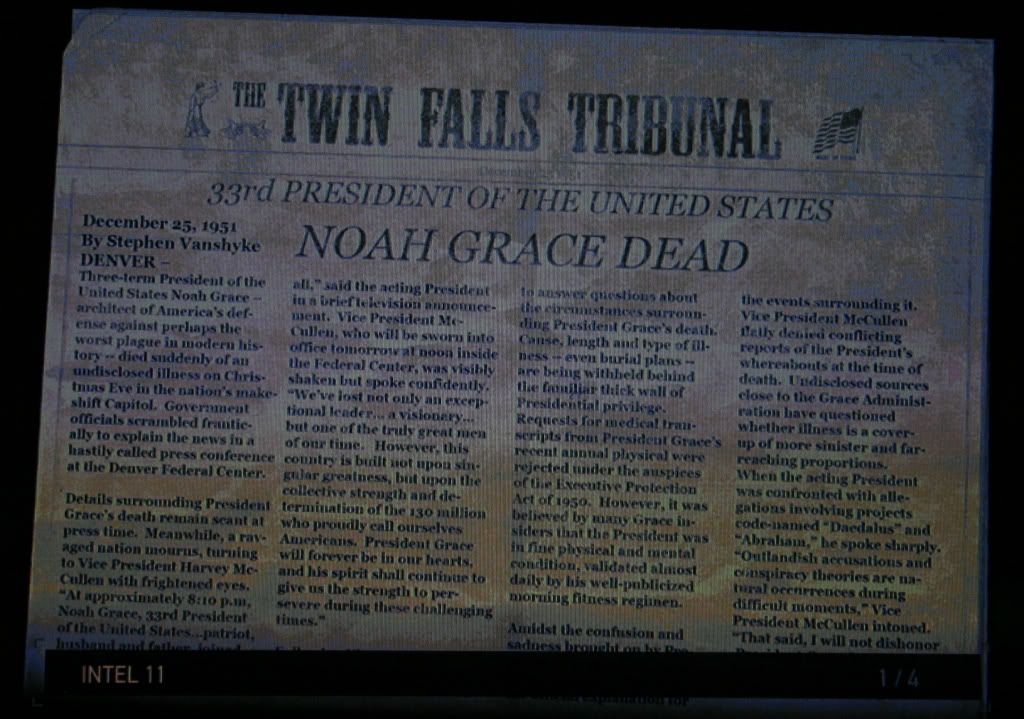 THE TWIN FALLS TRIBUNAL
33rd PRESIDENT OF THE UNITED STATES
NOAH GRACE DEAD
December 25, 1951
By Stephen Vanshyke
DENVER –
Three-term President of the
United States Noah Grace –
architect of America's def-
ense against perhaps the
worst plague in modern his-
tory -- died suddenly of an
undisclosed illness on Chris-
tmas Eve in the nation's make-
shift Capitol. Government
officials scrambled frantic-
ally to explain the news in a
hastily called press conference
at the Denver Federal Center.
Details surrounding President
Grace's death remain scant at
press time. Meanwhile, a rav-
aged nation mourns, turning
to Vice President Harvey Mc-
Cullen with frightened eyes.
"At approximately 8:10 p.m,
Noah Grace, 33rd President
of the United States...patriot,
husband and father, joined
all," said the acting President
in a brief television announce-
ment. Vice President Mc-
Cullen, who will be sworn into
office tomorrow at noon inside
the Federal Center, was visibly
shaken but spoke confidently.
"We've lost not only an excep-
tional leader... a visionary...
but one of the truly great men
of our time. However, this
country is built not upon sin-
gular greatness, but upon the
collective strength and de-
termination of the 130 million
who proudly call ourselves
Americans. President Grace
will forever be in our hearts,
and his spirit shall continue to
give us the strength to per-
severe during these challenging
times."
to answer questions about
the circumstances surroun-
ding President Grace's death.
Cause, length and type of ill-
ness -- even burial plans --
are being withheld behind
the familiar thick wall of
Presidential privilege.
Requests for medical tran-
scripts from President Grace's
recent annual physical were
rejected under the auspices
of the Executive Protection
Act of 1950. However, it was
believed by many Grace in-
siders that the President was
in fine physical and mental
condition, validated almost
daily by his well-publicized
morning fitness regimen.
Amidst the confusion and
sadness brought on by
the events surrounding it.
Vice President McCullen
flatly denied conflicting
reports of the President's
whereabouts at the time of
death. Undisclosed sources
close to the Grace Administ-
ration have questioned
whether illness is a cover-
up of more sinister and far-
reaching proportions.
When the acting President
was confronted with alle-
gations involving projects
code-named "Daedalus" and
"Abraham," he spoke sharply.
"Outlandish accusations and
conspiracy theories are na-
tural occurrences during
difficult moments," Vice
President McCullen intoned.
"That said, I will not dishonor
INTEL 11
1 / 4